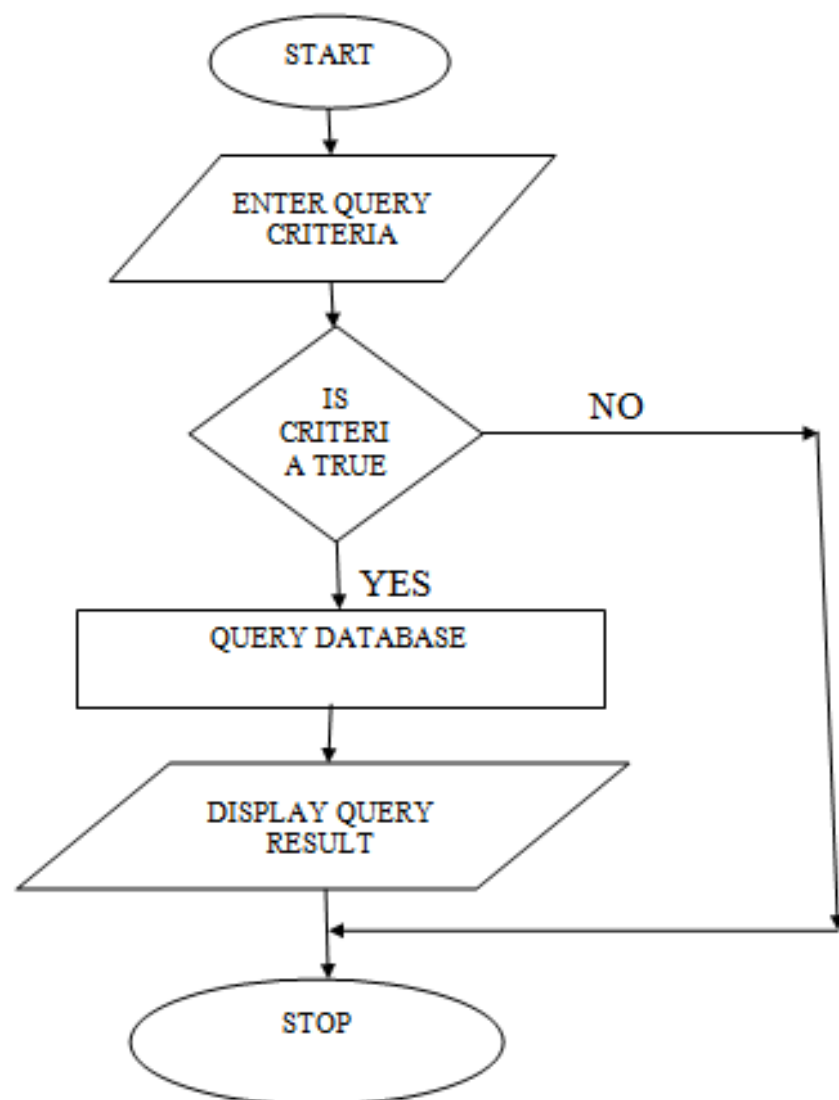 START
ENTER QUERY
CRITERIA
IS
CRITERI
A TRUE
NO
YES
QUERY DATABASE
DISPLAY QUERY
RESULT
STOP